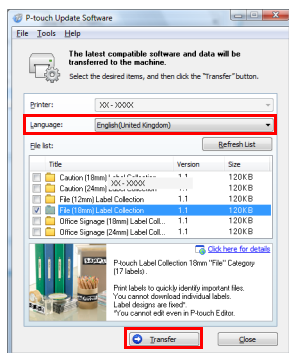 P-touch Update Software
File Tools Help
The latest compatible software and data will be
transferred to the machine.
Select the desired items, and then click the "Transfer" button.
Printer: XX-XXXX
Language: English(United Kingdom)
File list: Refresh List
Title Version Size
Caution (18mm) Label Collection 1.1 120KB
Caution (24mm) XX-XXXX 1.1 120KB
File (12mm) Label Collection 1.1 120KB
File (18mm) Label Collection 1.1 120KB
Office Signage (18mm) Label Coll... 1.1 120KB
Office Signage (24mm) Label Coll... 1.1 120KB
Click here for details
P-touch Label Collection 18mm "File" Category
(17 labels).
Print labels to quickly identify important files.
You cannot download individual labels.
Label designs are fixed*.
*You cannot edit even in P-touch Editor.
Transfer Close